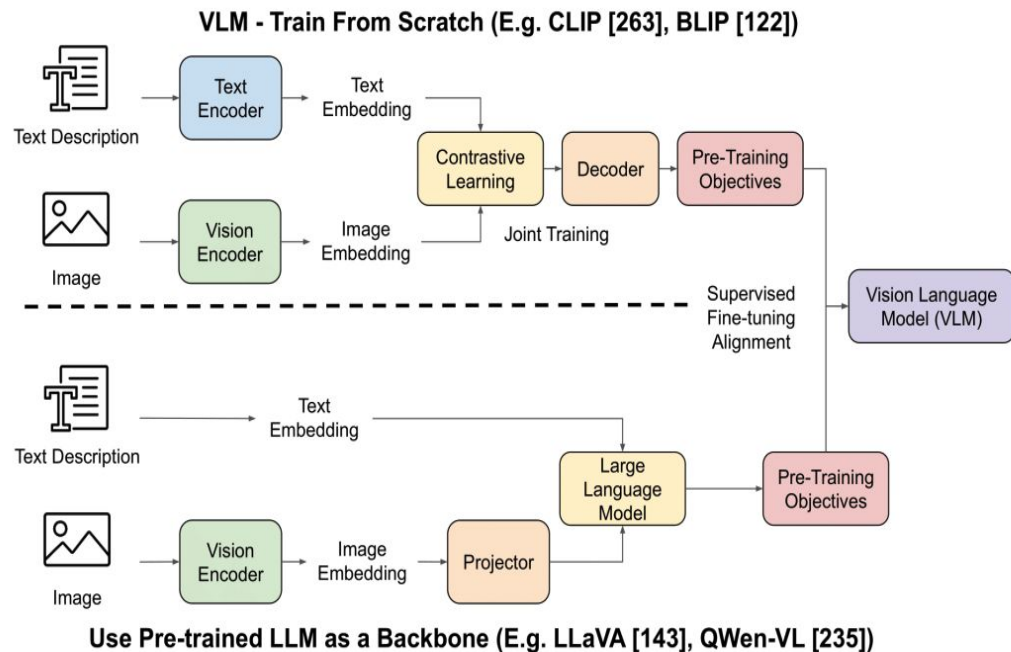 VLM - Train From Scratch (E.g. CLIP [263], BLIP [122])
Text Description
Text
Encoder
Text
Embedding
Image
Vision
Encoder
Image
Embedding
Contrastive
Learning
Joint Training
Decoder
Pre-Training
Objectives
Supervised
Fine-tuning
Alignment
Vision Language
Model (VLM)
Text Description
Text
Embedding
Image
Vision
Encoder
Image
Embedding
Projector
Large
Language
Model
Pre-Training
Objectives
Use Pre-trained LLM as a Backbone (E.g. LLaVA [143], QWen-VL [235])